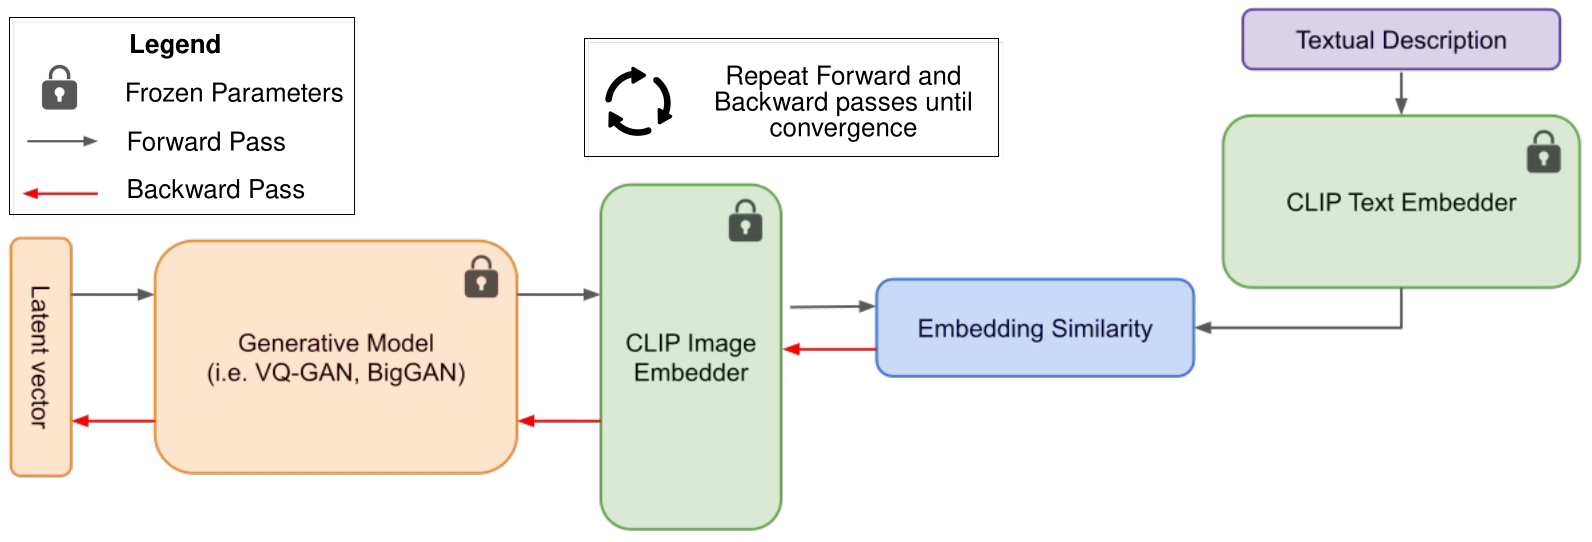 Legend
Frozen Parameters
Forward Pass
Backward Pass
Repeat Forward and
Backward passes until
convergence
Textual Description
CLIP Text Embedder
Latent vector
Generative Model
(i.e. VQ-GAN, BigGAN)
CLIP Image
Embedder
Embedding Similarity